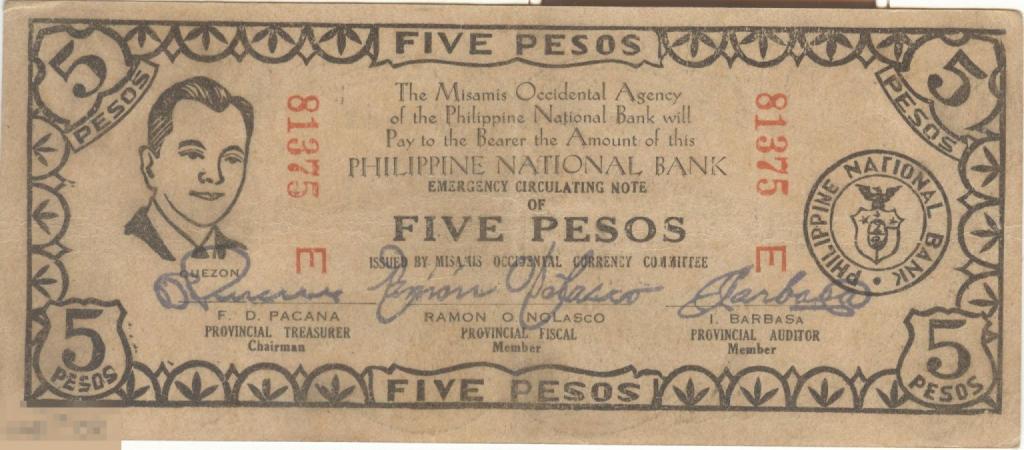 FIVE PESOS
5
PESOS
5
PESOS
The Misamis Occidental Agency
of the Philippine National Bank will
Pay to the Bearer the Amount of this
PHILIPPINE NATIONAL BANK
EMERGENCY CIRCULATING NOTE
OF
FIVE PESOS
ISSUED BY MISAMIS OCCIDENTAL CURRENCY COMMITTEE
81375 E
81375 E
PHILIPPINE NATIONAL BANK
QUEZON
Ramon O. Nolasco
IBarbasa
F. D. PACANA
PROVINCIAL TREASURER
Chairman
RAMON O. NOLASCO
PROVINCIAL FISCAL
Member
I. BARBASA
PROVINCIAL AUDITOR
Member
5
PESOS
FIVE PESOS
5
PESOS